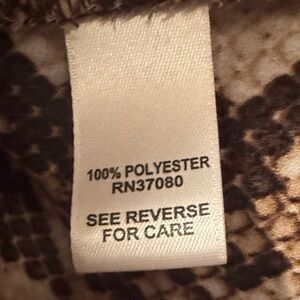 100% POLYESTER
RN37080
SEE REVERSE
FOR CARE